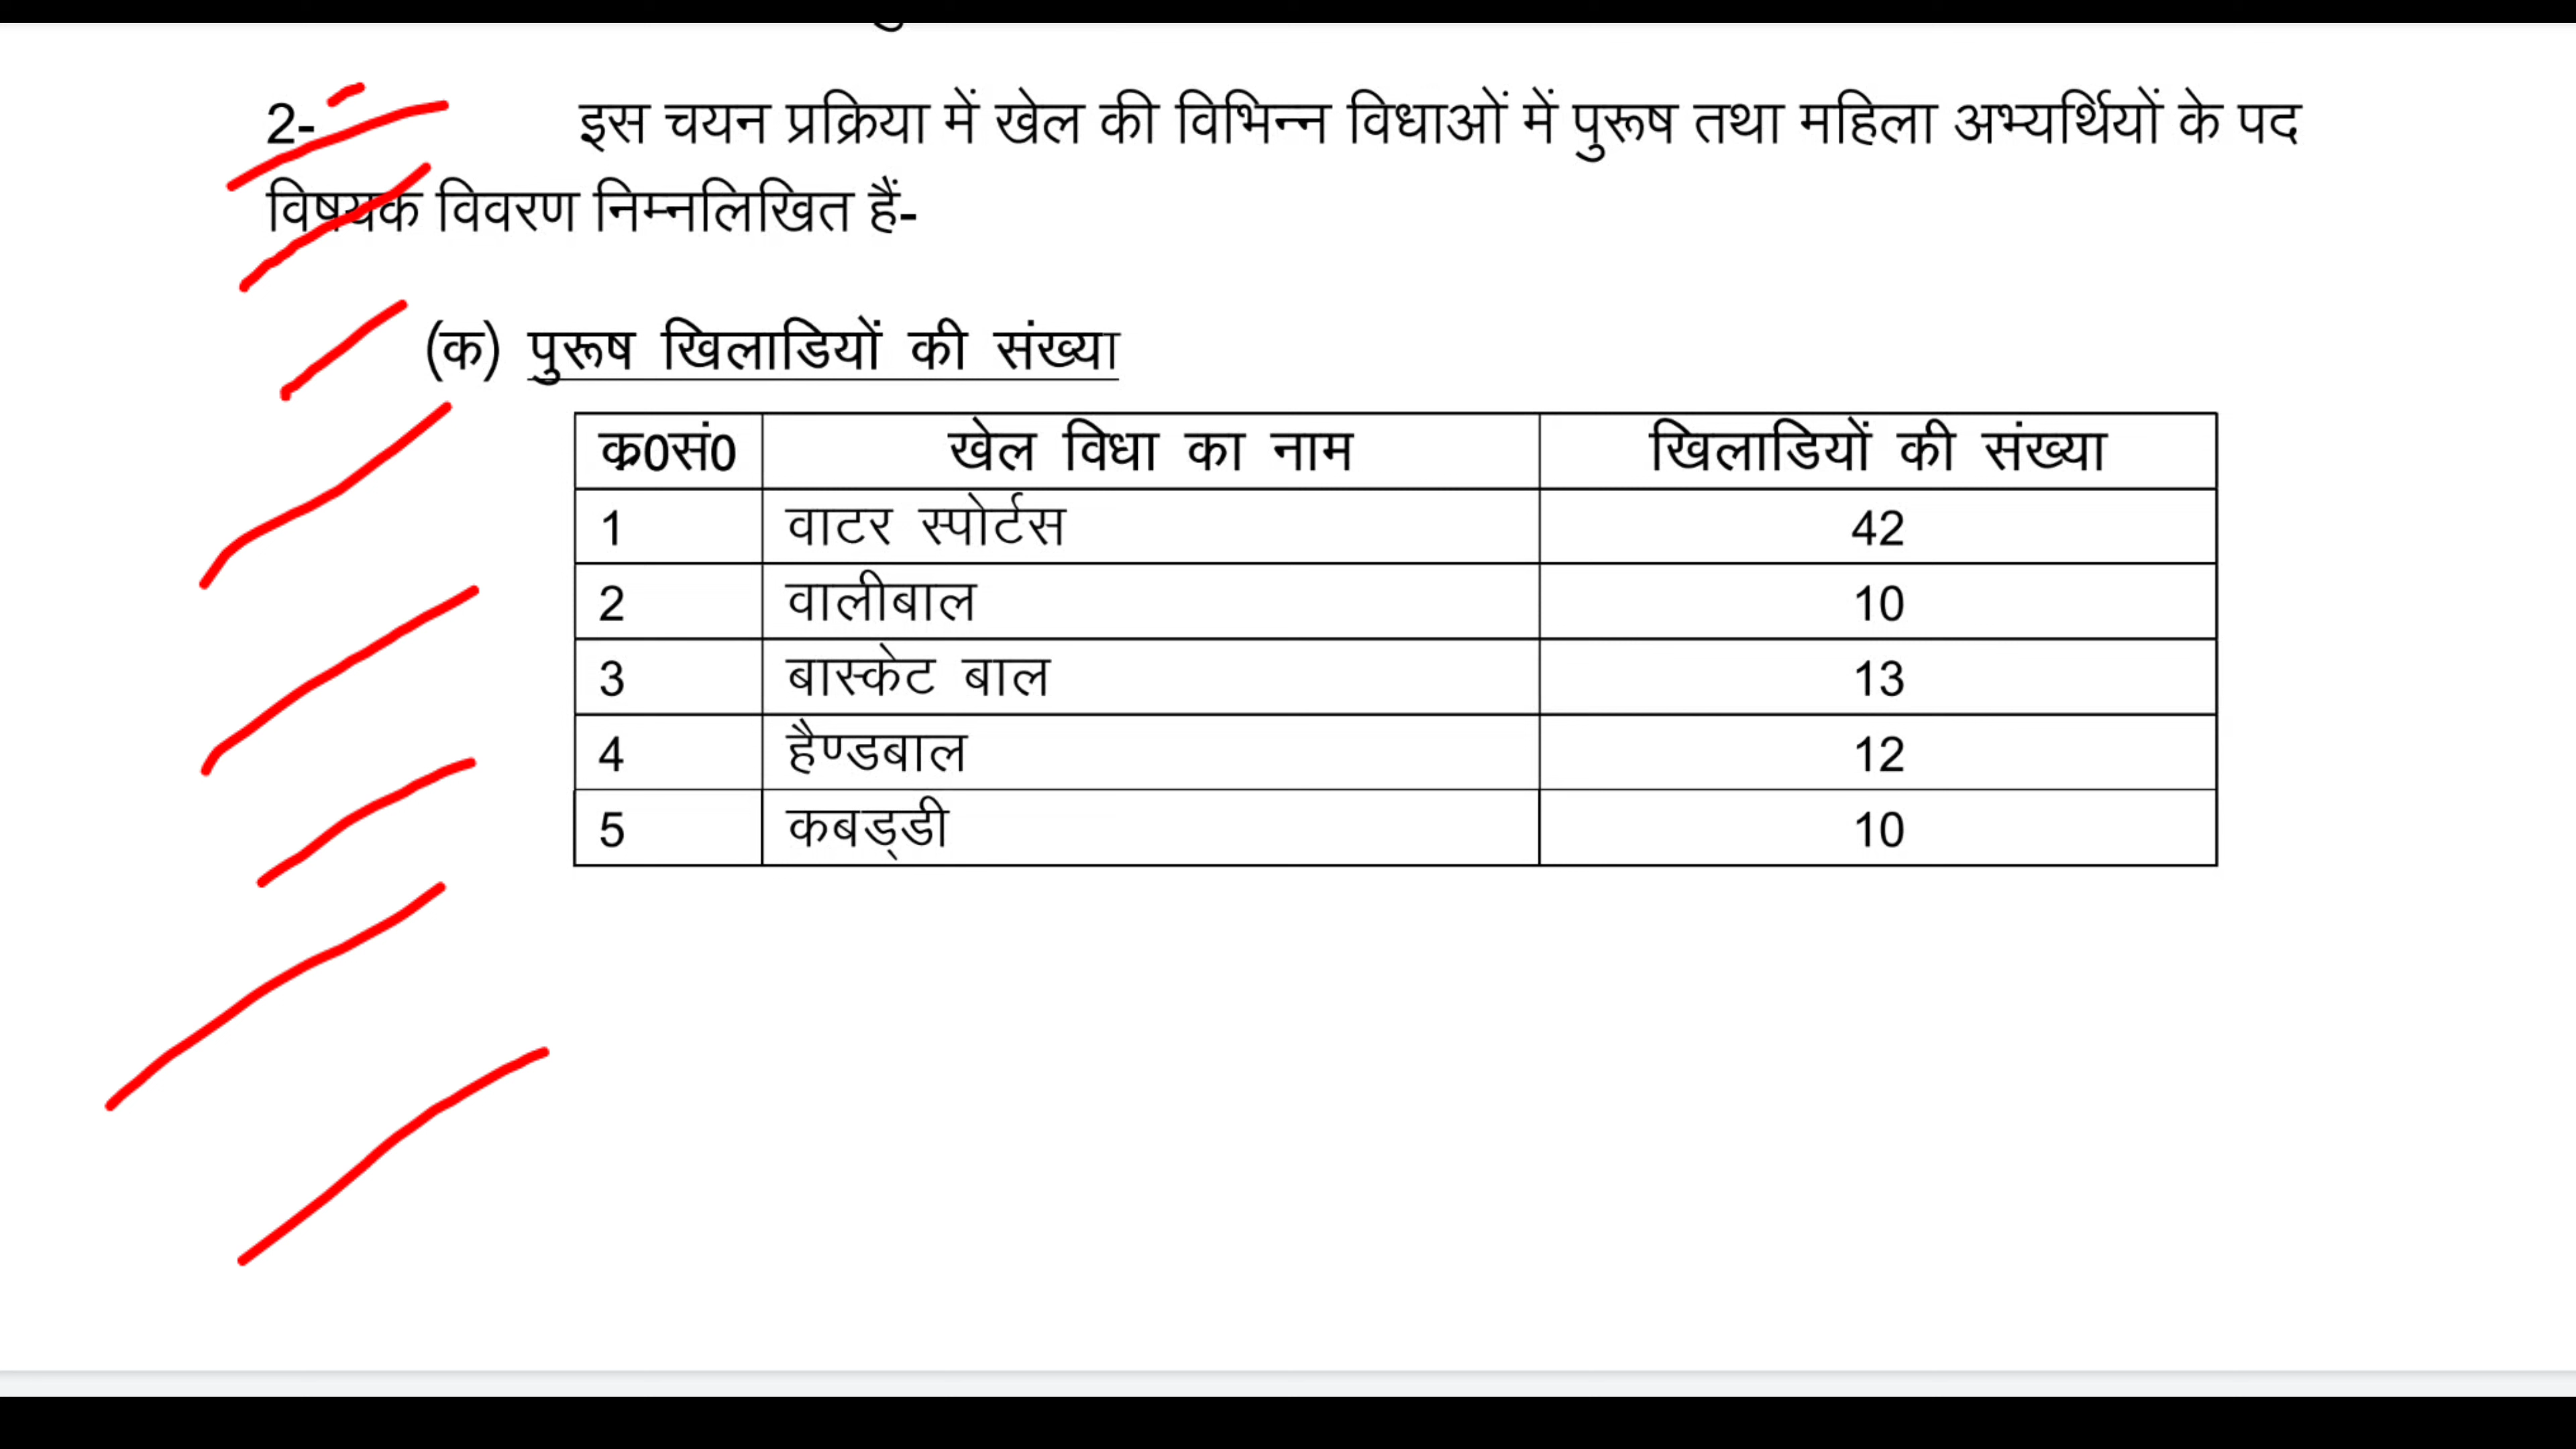 2- इस चयन प्रक्रिया में खेल की विभिन्न विधाओं में पुरूष तथा महिला अभ्यर्थियों के पद
विषयक विवरण निम्नलिखित हैं-
(क) पुरूष खिलाडियों की संख्या
क्र0सं0 खेल विधा का नाम खिलाडियों की संख्या
1 वाटर स्पोर्टस 42
2 वालीबाल 10
3 बास्केट बाल 13
4 हैण्डबाल 12
5 कबड्डी 10